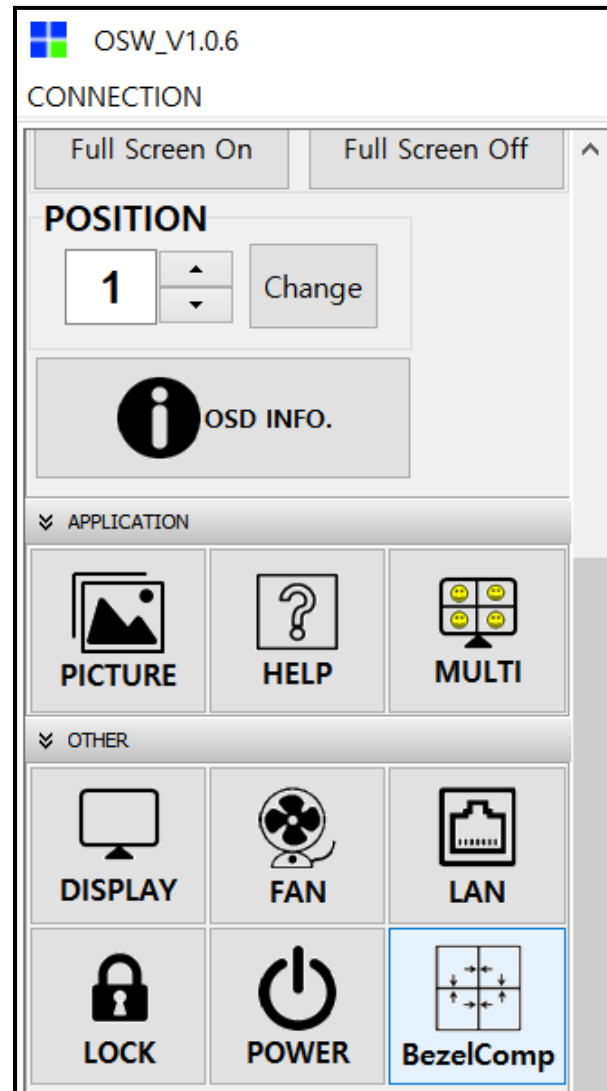 OSW_V1.0.6
CONNECTION
Full Screen On Full Screen Off
POSITION
1 Change
OSD INFO.
APPLICATION
PICTURE HELP MULTI
OTHER
DISPLAY FAN LAN
LOCK POWER BezelComp